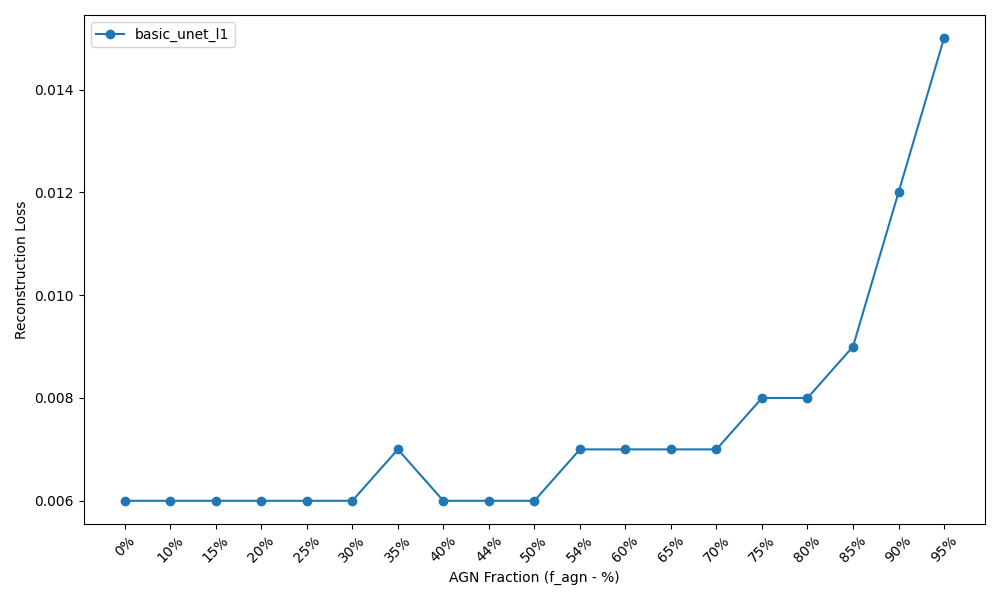 basic_unet_l1
0.014
0.012
0.010
0.008
0.006
Reconstruction Loss
0% 10% 15% 20% 25% 30% 35% 40% 44% 50% 54% 60% 65% 70% 75% 80% 85% 90% 95%
AGN Fraction (f_agn - %)